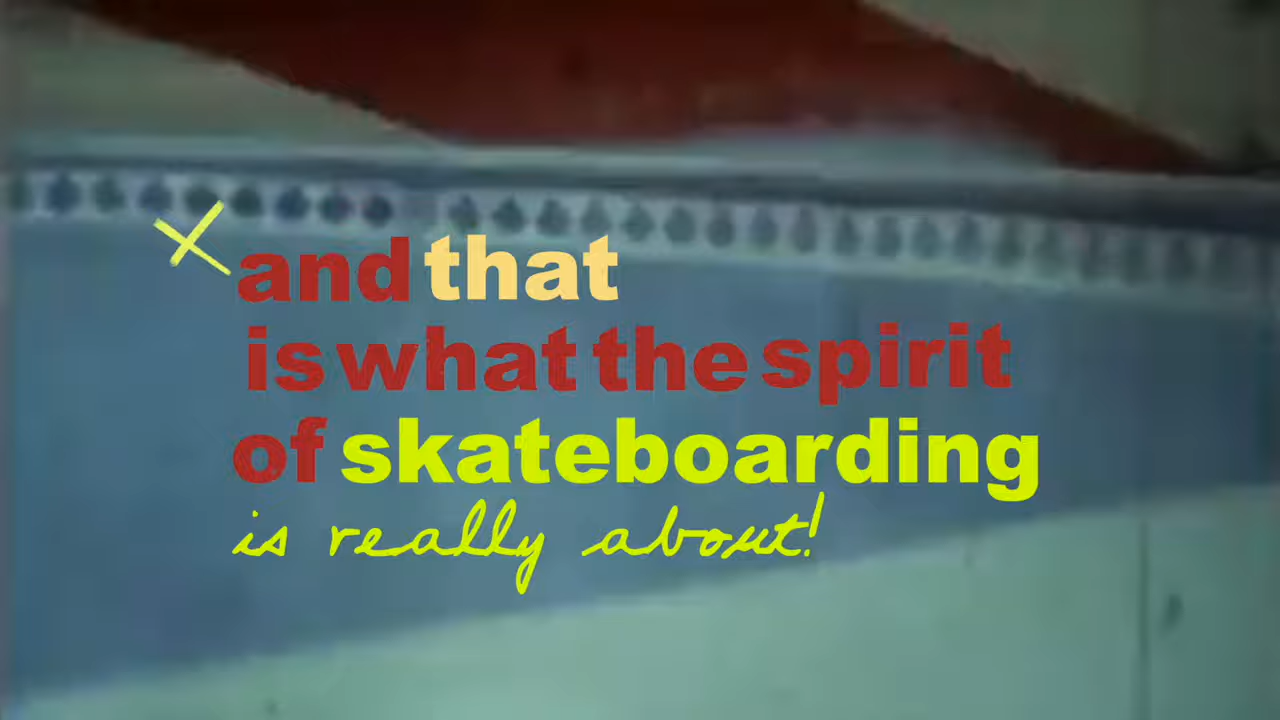 and that
is what the spirit
of skateboarding
is really about!